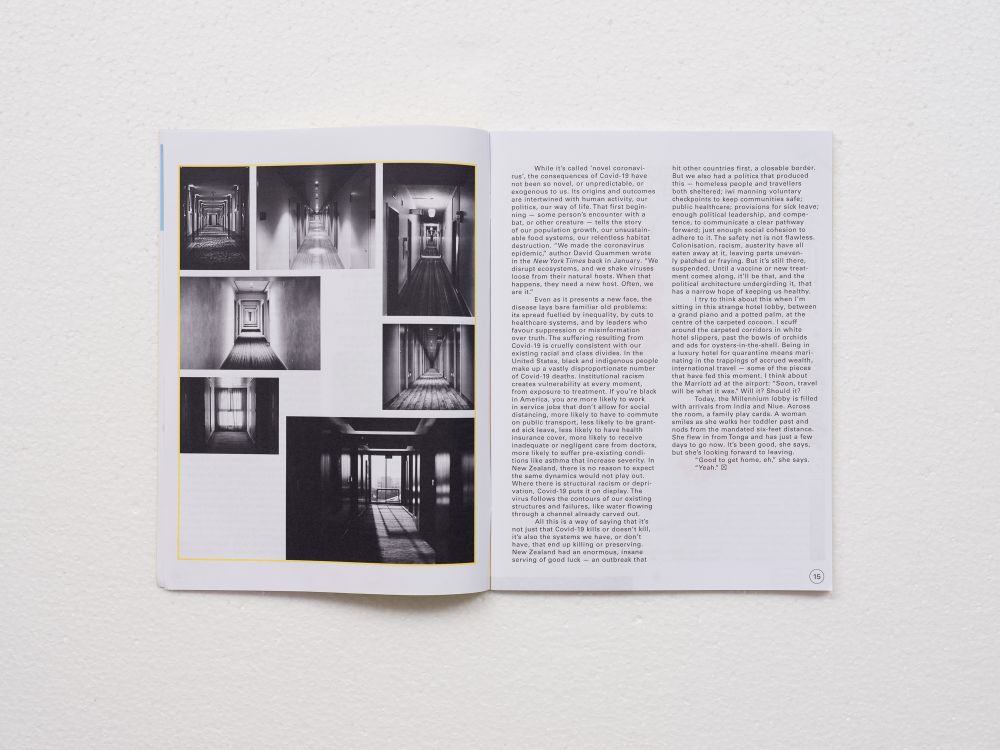 While it's called 'novel coronavi-
rus', the consequences of Covid-19 have
not been so novel, or unpredictable, or
exogenous to us. Its origins and outcomes
are intertwined with human activity, our
politics, our way of life. That first begin-
ning — some person's encounter with a
bat, or other creature — tells the story
of our population growth, our unsustain-
able food systems, our relentless habitat
destruction. "We made the coronavirus
epidemic," author David Quammen wrote
in the New York Times back in January. "We
disrupt ecosystems, and we shake viruses
loose from their natural hosts. When that
happens, they need a new host. Often, we
are it."
Even as it presents a new face, the
disease lays bare familiar old problems:
its spread fuelled by inequality, by cuts to
healthcare systems, and by leaders who
favour suppression or misinformation
over truth. The suffering resulting from
Covid-19 is cruelly consistent with our
existing racial and class divides. In the
United States, black and indigenous people
make up a vastly disproportionate number
of Covid-19 deaths. Institutional racism
creates vulnerability at every moment,
from exposure to treatment. If you're black
in America, you are more likely to work
in service jobs that don't allow for social
distancing, more likely to have to commute
on public transport, less likely to be grant-
ed sick leave, less likely to have health
insurance cover, more likely to receive
inadequate or negligent care from doctors,
more likely to suffer pre-existing condi-
tions like asthma that increase severity. In
New Zealand, there is no reason to expect
the same dynamics would not play out.
Where there is structural racism or depri-
vation, Covid-19 puts it on display. The
virus follows the contours of our existing
structures and failures, like water flowing
through a channel already carved out.
All this is a way of saying that it's
not just that Covid-19 kills or doesn't kill,
it's also the systems we have, or don't
have, that end up killing or preserving.
New Zealand had an enormous, insane
serving of good luck — an outbreak that
hit other countries first, a closable border.
But we also had a politics that produced
this — homeless people and travellers
both sheltered; iwi manning voluntary
checkpoints to keep communities safe;
public healthcare; provisions for sick leave;
enough political leadership, and compe-
tence, to communicate a clear pathway
forward; just enough social cohesion to
adhere to it. The safety net is not flawless.
Colonisation, racism, austerity have all
eaten away at it, leaving parts uneven-
ly patched or fraying. But it's still there,
suspended. Until a vaccine or new treat-
ment comes along, it'll be that, and the
political architecture undergirding it, that
has a narrow hope of keeping us healthy.
I try to think about this when I'm
sitting in this strange hotel lobby, between
a grand piano and a potted palm, at the
centre of the carpeted cocoon. I scuff
around the carpeted corridors in white
hotel slippers, past the bowls of orchids
and ads for oysters-in-the-shell. Being in
a luxury hotel for quarantine means mari-
nating in the trappings of accrued wealth,
international travel — some of the pieces
that have fed this moment. I think about
the Marriott ad at the airport: "Soon, travel
will be what it was." Will it? Should it?
Today, the Millennium lobby is filled
with arrivals from India and Niue. Across
the room, a family play cards. A woman
smiles as she walks her toddler past and
nods from the mandated six-feet distance.
She flew in from Tonga and has just a few
days to go now. It's been good, she says,
but she's looking forward to leaving.
"Good to get home, eh," she says.
"Yeah."
15